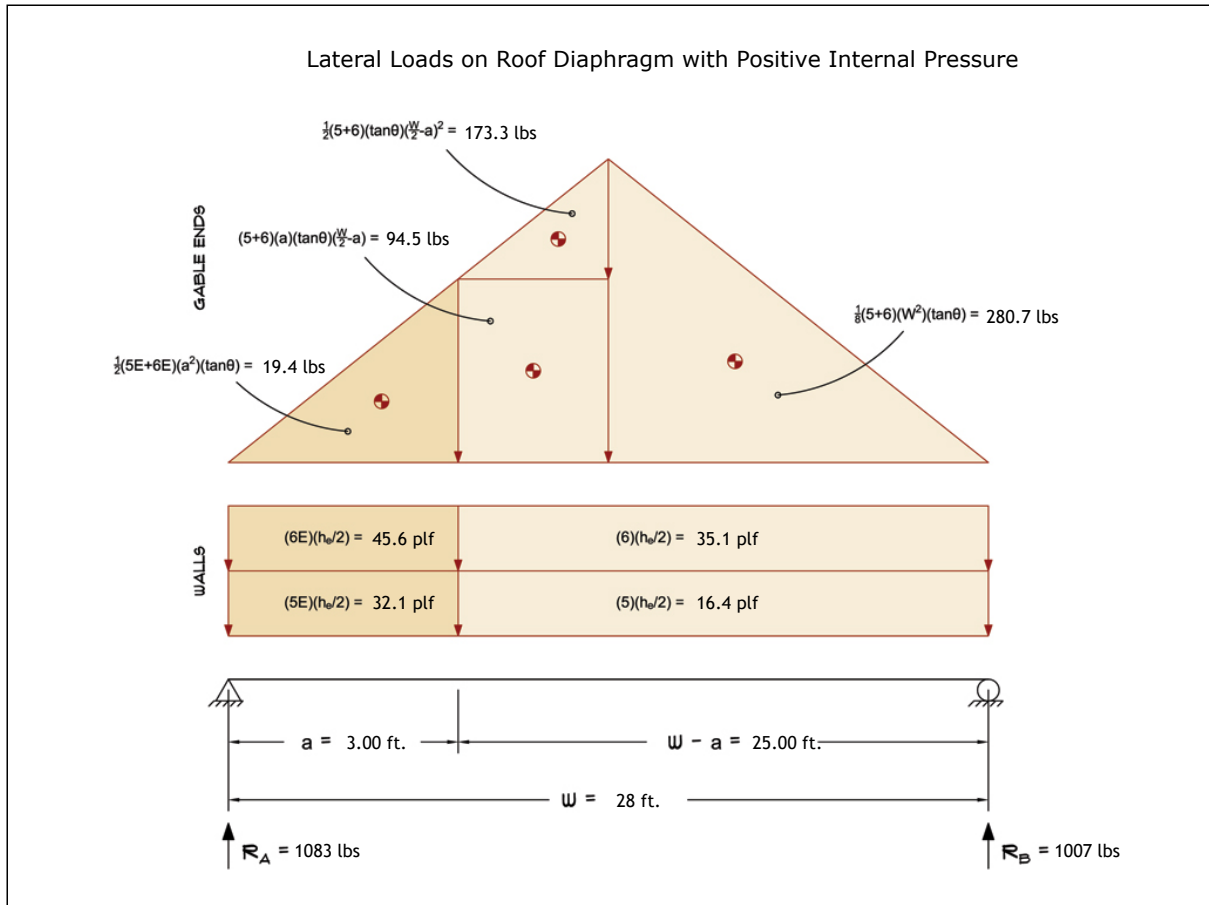 Lateral Loads on Roof Diaphragm with Positive Internal Pressure
½(5+6)(tanθ)(W/2-a)² = 173.3 lbs
GABLE ENDS
(5+6)(a)(tanθ)(W/2-a) = 94.5 lbs
⅛(5+6)(W²)(tanθ) = 280.7 lbs
½(5E+6E)(a²)(tanθ) = 19.4 lbs
WALLS
(6E)(hₑ/2) = 45.6 plf
(6)(hₑ/2) = 35.1 plf
(5E)(hₑ/2) = 32.1 plf
(5)(hₑ/2) = 16.4 plf
a = 3.00 ft.
W - a = 25.00 ft.
W = 28 ft.
R_A = 1083 lbs
R_B = 1007 lbs